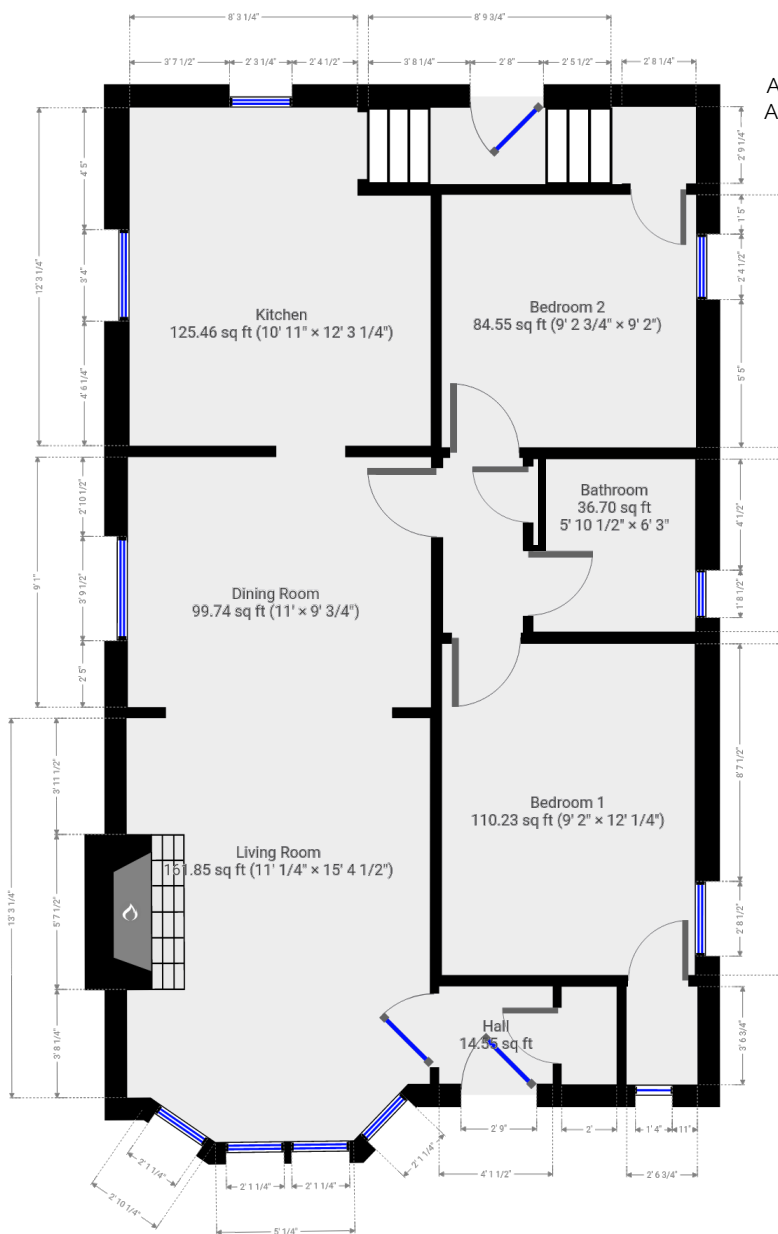 8' 3 1/4"
8' 9 3/4"
3' 7 1/2"
2' 3 1/4"
2' 4 1/2"
3' 8 1/4"
2' 8"
2' 5 1/2"
2' 8 1/4"
A
A
4' 5"
2' 9 1/4"
12' 3 1/4"
3' 4"
4' 6 1/4"
1' 5"
2' 4 1/2"
5' 5"
Kitchen
125.46 sq ft (10' 11" × 12' 3 1/4")
Bedroom 2
84.55 sq ft (9' 2 3/4" × 9' 2")
Bathroom
36.70 sq ft
5' 10 1/2" × 6' 3"
2' 10 1/2"
9' 1"
3' 9 1/2"
2' 5"
4' 1/2"
1' 8 1/2"
Dining Room
99.74 sq ft (11' × 9' 3/4")
Bedroom 1
110.23 sq ft (9' 2" × 12' 1/4")
8' 7 1/2"
2' 8 1/2"
Living Room
161.85 sq ft (11' 1/4" × 15' 4 1/2")
3' 11 1/2"
13' 3 1/4"
5' 7 1/2"
3' 8 1/4"
Hall
14.55 sq ft
3' 6 3/4"
2' 9"
2'
1' 4"
11"
4' 1 1/2"
2' 6 3/4"
2' 1 1/4"
2' 10 1/4"
2' 1 1/4"
2' 1 1/4"
2' 1 1/4"
5' 1/4"